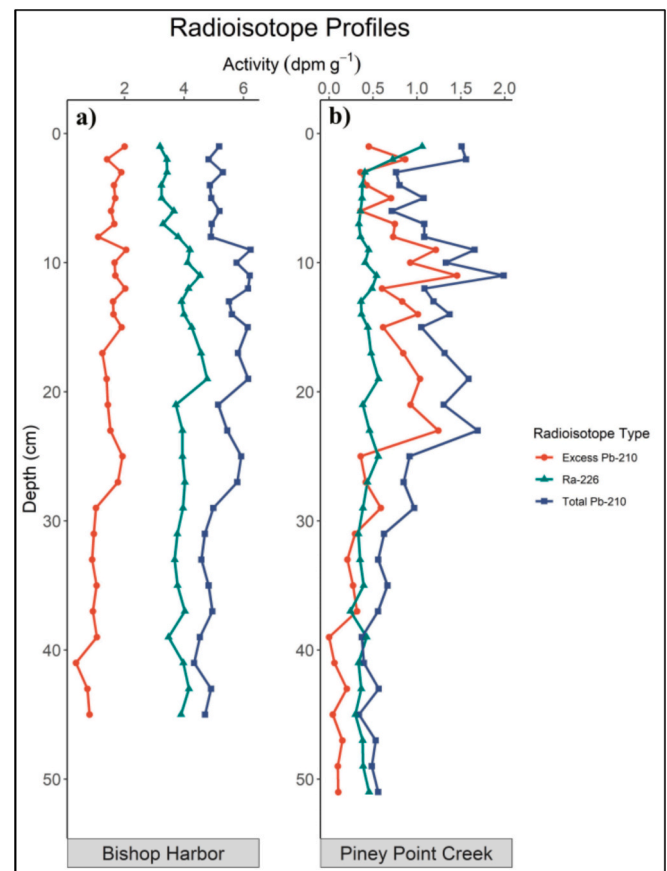 Radioisotope Profiles
Activity (dpm g⁻¹)
2 4 6 0.0 0.5 1.0 1.5 2.0
a) b)
0 0
10 10
20 20
30 30
40 40
50 50
Depth (cm)
Radioisotope Type
Excess Pb-210
Ra-226
Total Pb-210
Bishop Harbor Piney Point Creek